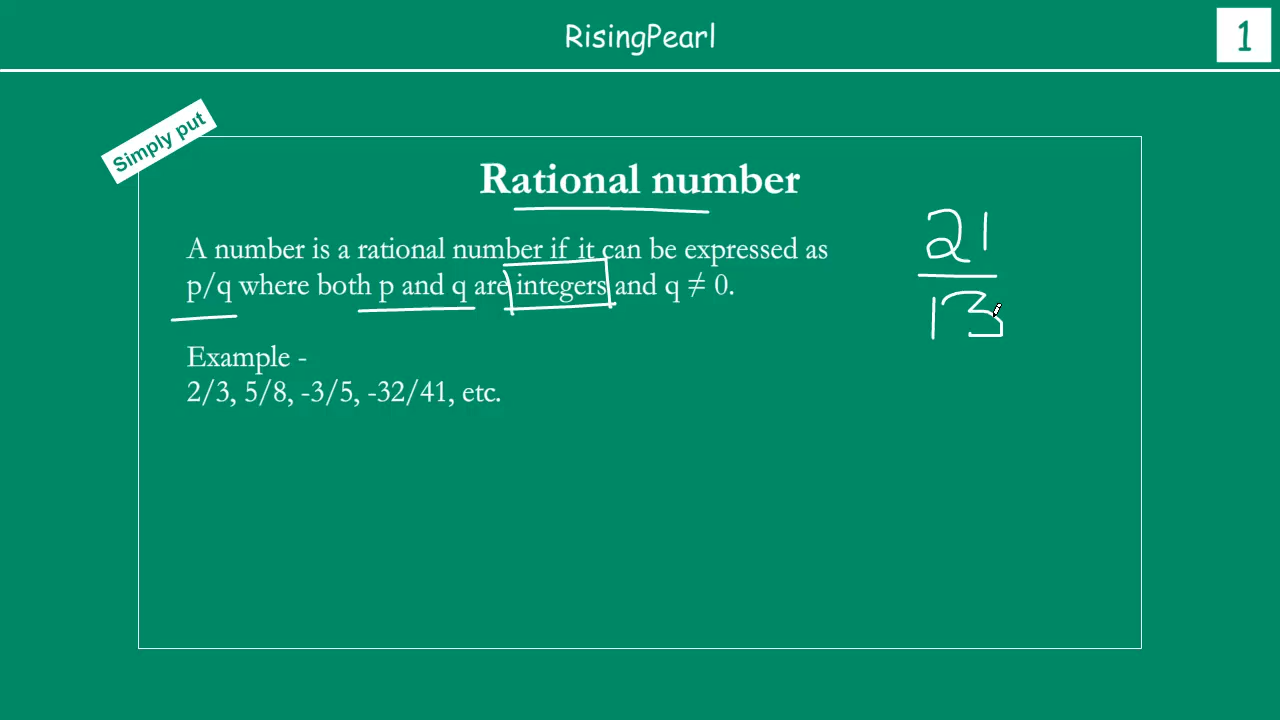 RisingPearl
1
Simply put
Rational number
A number is a rational number if it can be expressed as
p/q where both p and q are integers and q ≠ 0.
Example -
2/3, 5/8, -3/5, -32/41, etc.
21
13